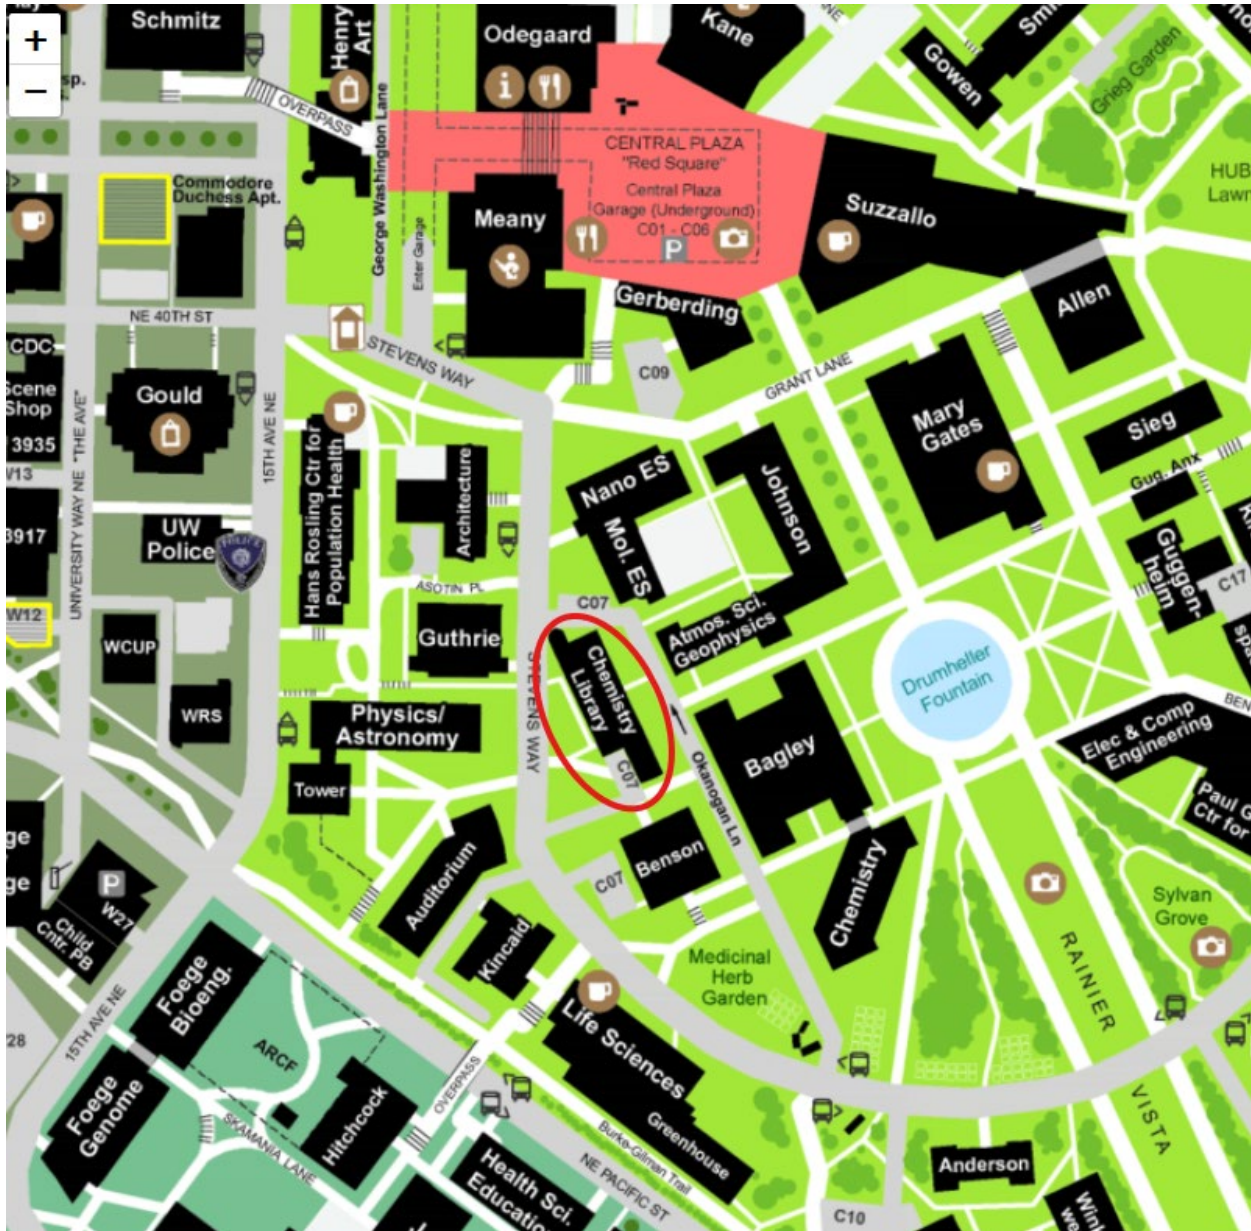 +
−
Schmitz
Henry
Art
Odegaard
Kane
Gowen
Grieg Garden
OVERPASS
George Washington Lane
CENTRAL PLAZA
"Red Square"
Central Plaza
Garage (Underground)
C01 - C06
P
Commodore
Duchess Apt.
Enter Garage
Meany
Suzzallo
HUB
Lawn
Gerberding
Allen
NE 40TH ST
STEVENS WAY
C09
GRANT LANE
CDC
Scene
Shop
3935
Gould
UNIVERSITY WAY NE "THE AVE"
15TH AVE NE
Hans Rosling Ctr for
Population Health
Architecture
Nano ES
Mol. ES
Johnson
Mary
Gates
Sieg
Gug. Anx
W13
3917
UW
Police
POLICE
Guggen-
heim
C17
ASOTIN PL
C07
W12
WCUP
Guthrie
Atmos. Sci.
Geophysics
Chemistry
Library
STEVENS WAY
Drumheller
Fountain
WRS
Physics/
Astronomy
Tower
C07
Okanogan Ln
Bagley
Elec & Comp
Engineering
BEN
Paul G
Ctr for
Auditorium
C07
Benson
Chemistry
P
W27
Child
Cntr. PB
Kincaid
Medicinal
Herb
Garden
Sylvan
Grove
RAINIER
VISTA
Foege
Bioeng.
15TH AVE NE
28
ARCF
Life Sciences
Greenhouse
OVERPASS
Foege
Genome
Hitchcock
SKAMANIA LANE
Burke-Gilman Trail
NE PACIFIC ST
Health Sci.
Education
Anderson
C10